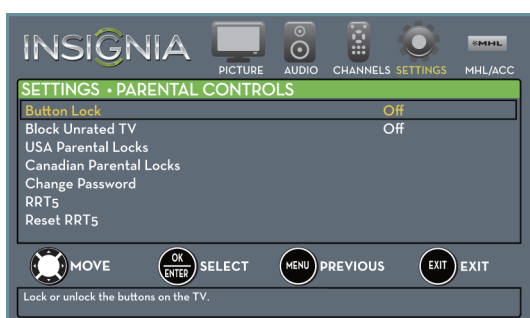 INSIGNIA
PICTURE AUDIO CHANNELS SETTINGS MHL/ACC
MHL
SETTINGS • PARENTAL CONTROLS
Button Lock Off
Block Unrated TV Off
USA Parental Locks
Canadian Parental Locks
Change Password
RRT5
Reset RRT5
MOVE OK ENTER SELECT MENU PREVIOUS EXIT EXIT
Lock or unlock the buttons on the TV.